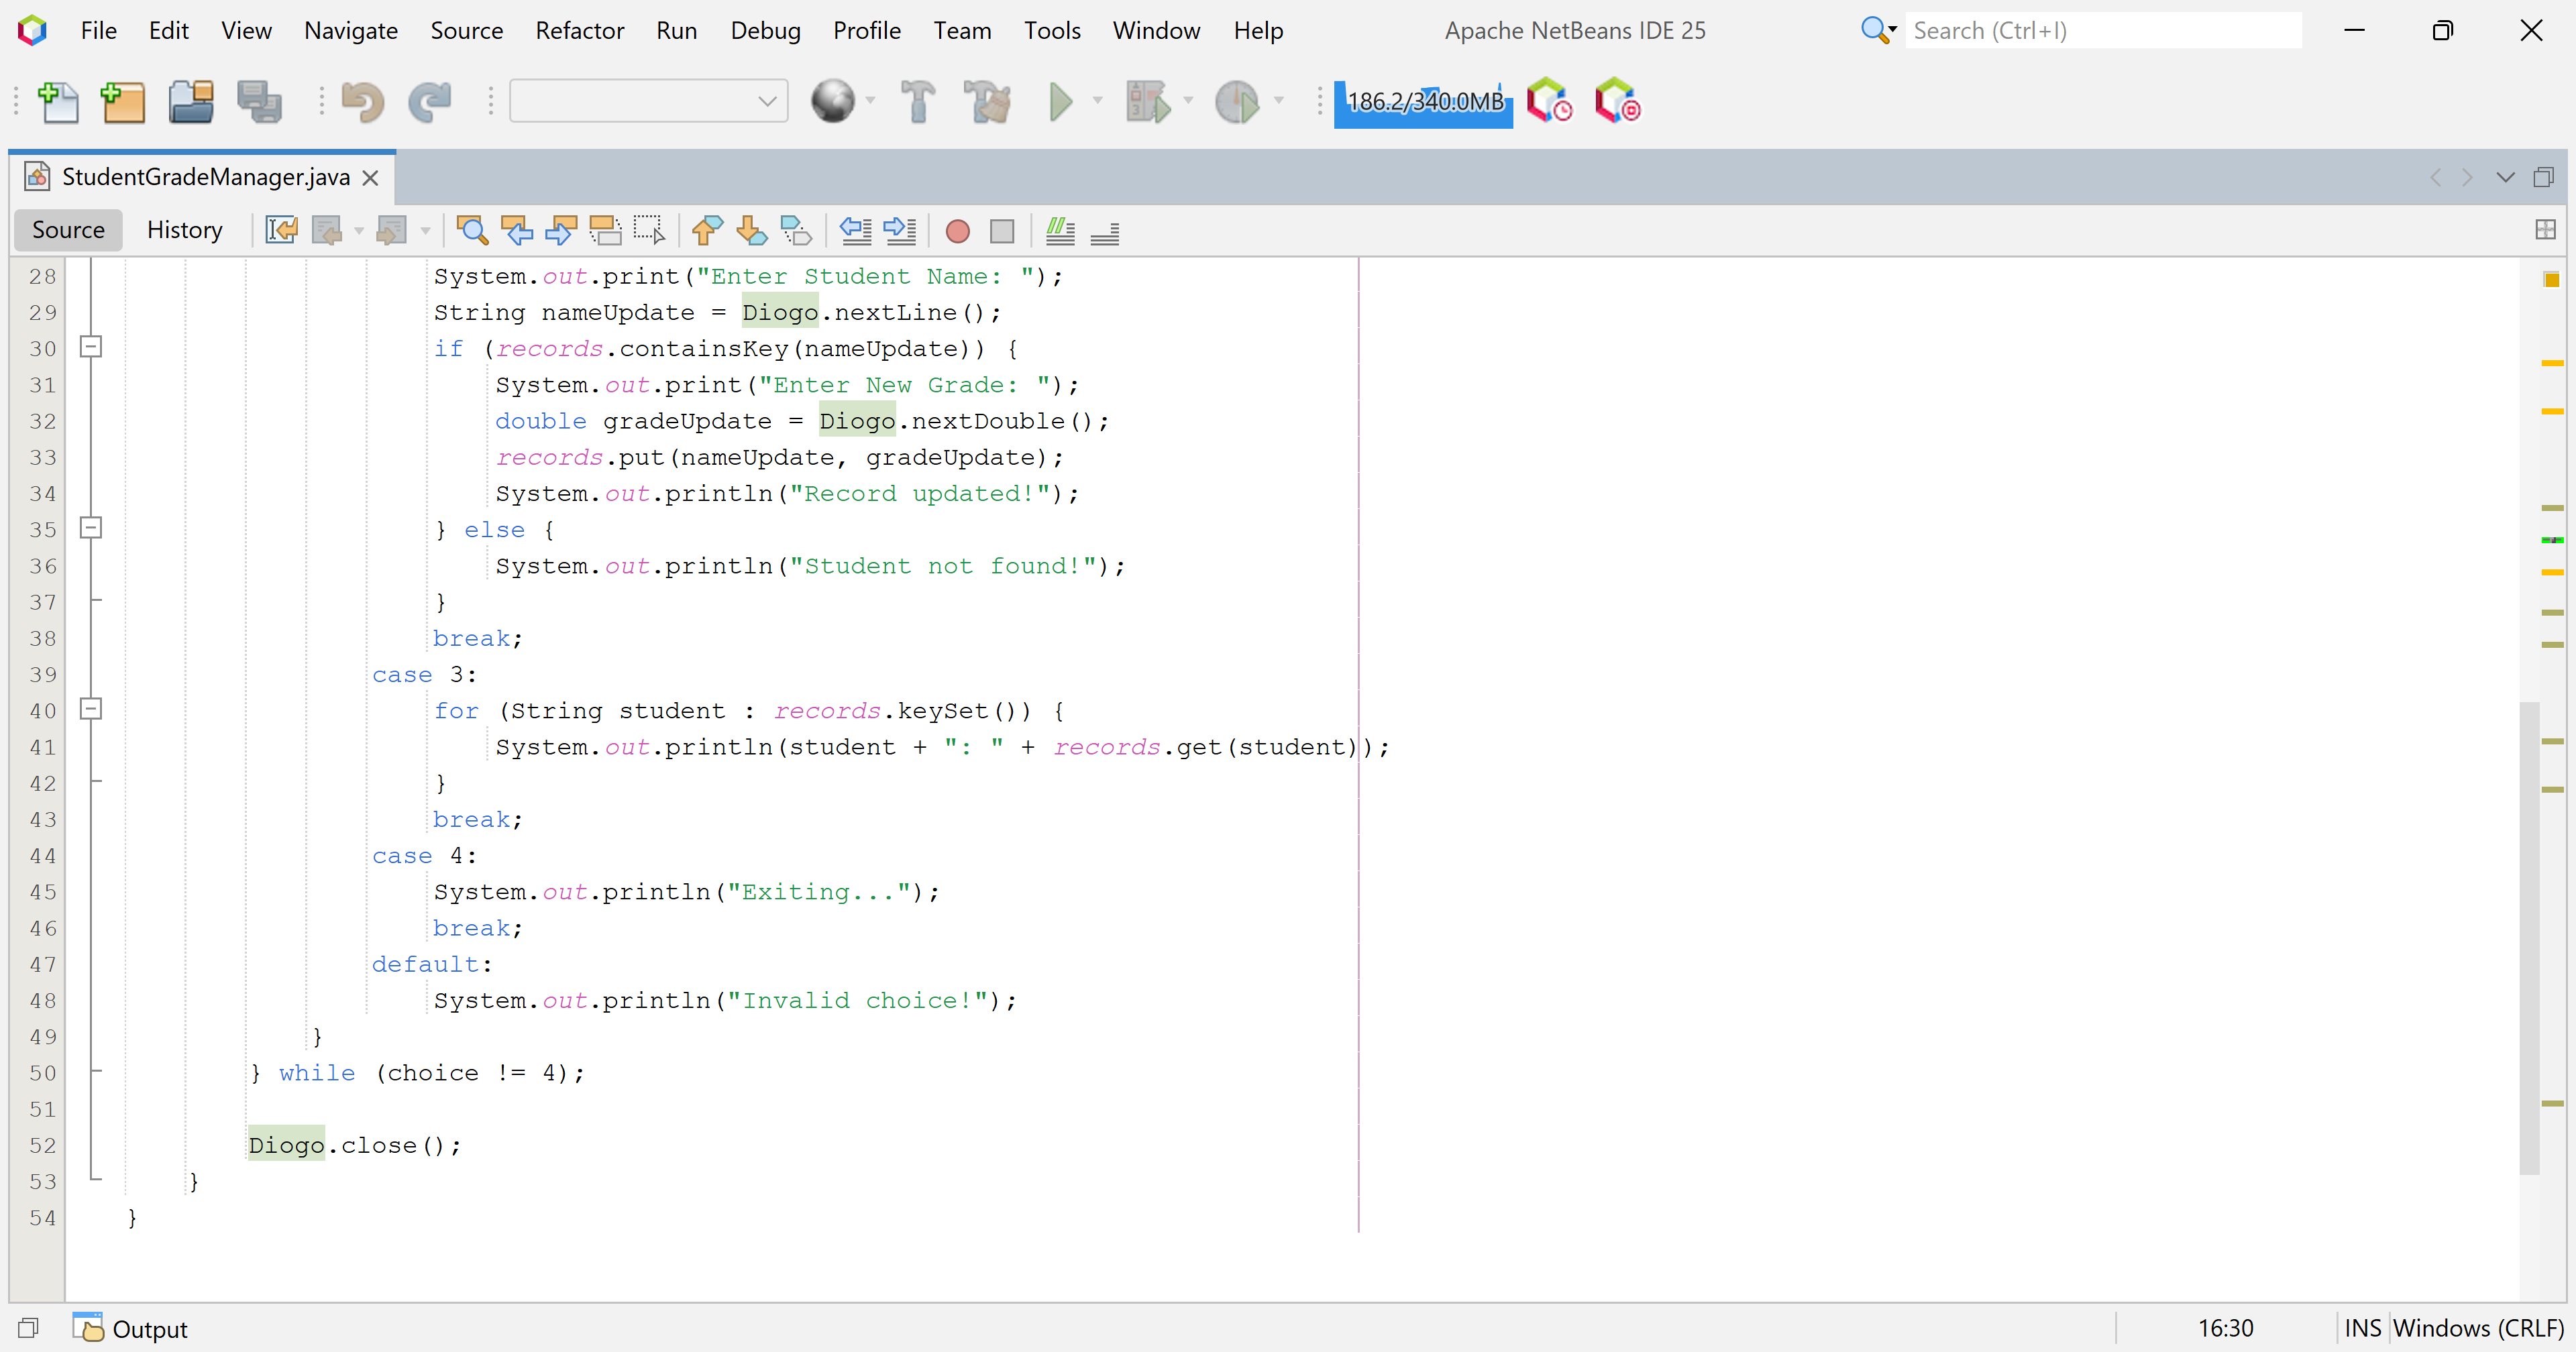 File Edit View Navigate Source Refactor Run Debug Profile Team Tools Window Help Apache NetBeans IDE 25 Search (Ctrl+I)
186.2/340.0MB
StudentGradeManager.java
Source History
28 System.out.print("Enter Student Name: ");
29 String nameUpdate = Diogo.nextLine();
30 if (records.containsKey(nameUpdate)) {
31 System.out.print("Enter New Grade: ");
32 double gradeUpdate = Diogo.nextDouble();
33 records.put(nameUpdate, gradeUpdate);
34 System.out.println("Record updated!");
35 } else {
36 System.out.println("Student not found!");
37 }
38 break;
39 case 3:
40 for (String student : records.keySet()) {
41 System.out.println(student + ": " + records.get(student));
42 }
43 break;
44 case 4:
45 System.out.println("Exiting...");
46 break;
47 default:
48 System.out.println("Invalid choice!");
49 }
50 } while (choice != 4);
51
52 Diogo.close();
53 }
54 }
Output 16:30 INS Windows (CRLF)